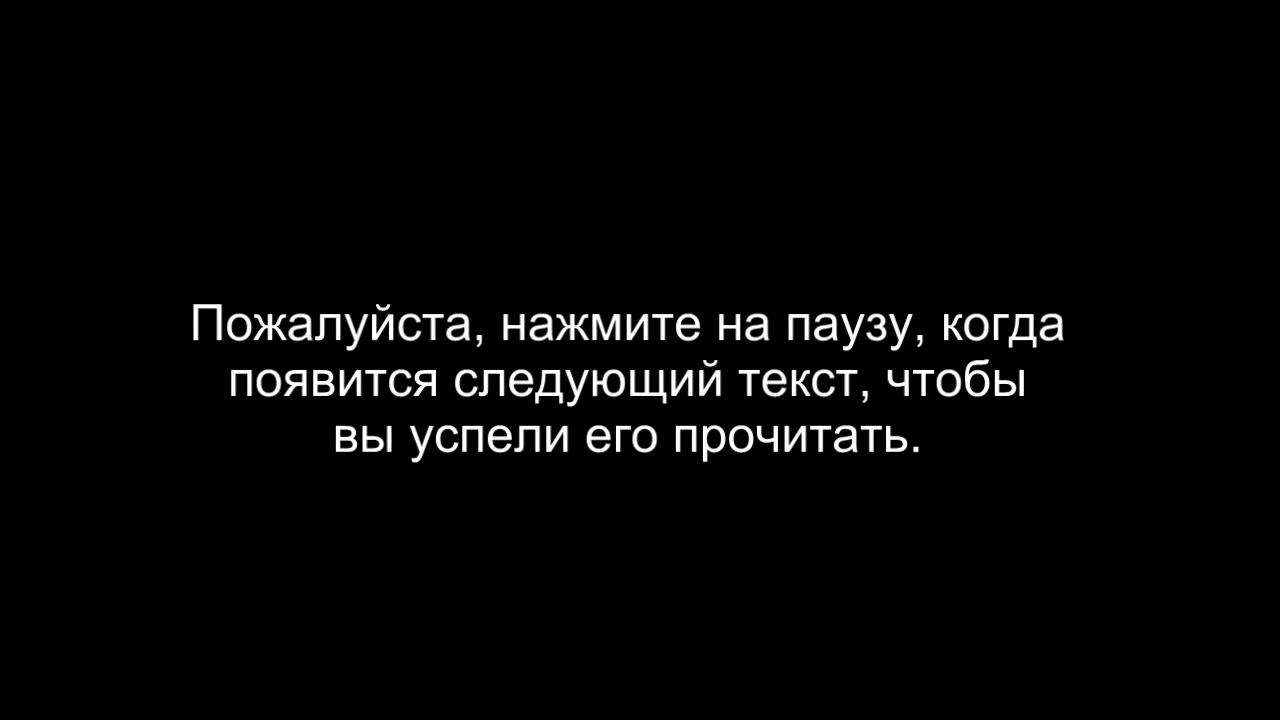 Пожалуйста, нажмите на паузу, когда
появится следующий текст, чтобы
вы успели его прочитать.